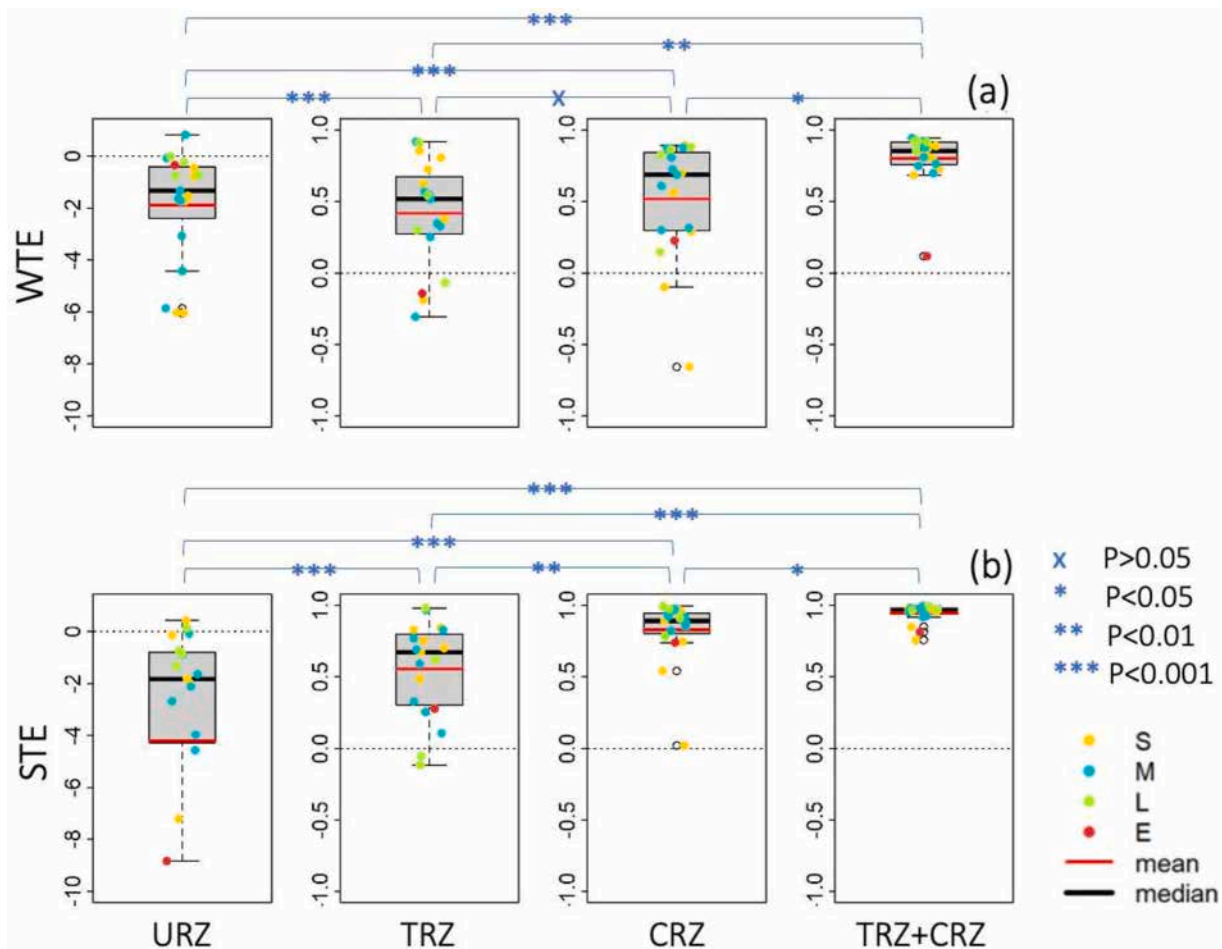 ***
**
***
(a)
*** x *
0 -2 -4 -6 -8 -10
1.0 0.5 0.0 -0.5 -1.0
1.0 0.5 0.0 -0.5 -1.0
1.0 0.5 0.0 -0.5 -1.0
WTE
***
***
***
(b)
*** ** *
0 -2 -4 -6 -8 -10
1.0 0.5 0.0 -0.5 -1.0
1.0 0.5 0.0 -0.5 -1.0
1.0 0.5 0.0 -0.5 -1.0
STE
URZ TRZ CRZ TRZ+CRZ
x P>0.05
* P<0.05
** P<0.01
*** P<0.001
S
M
L
E
mean
median